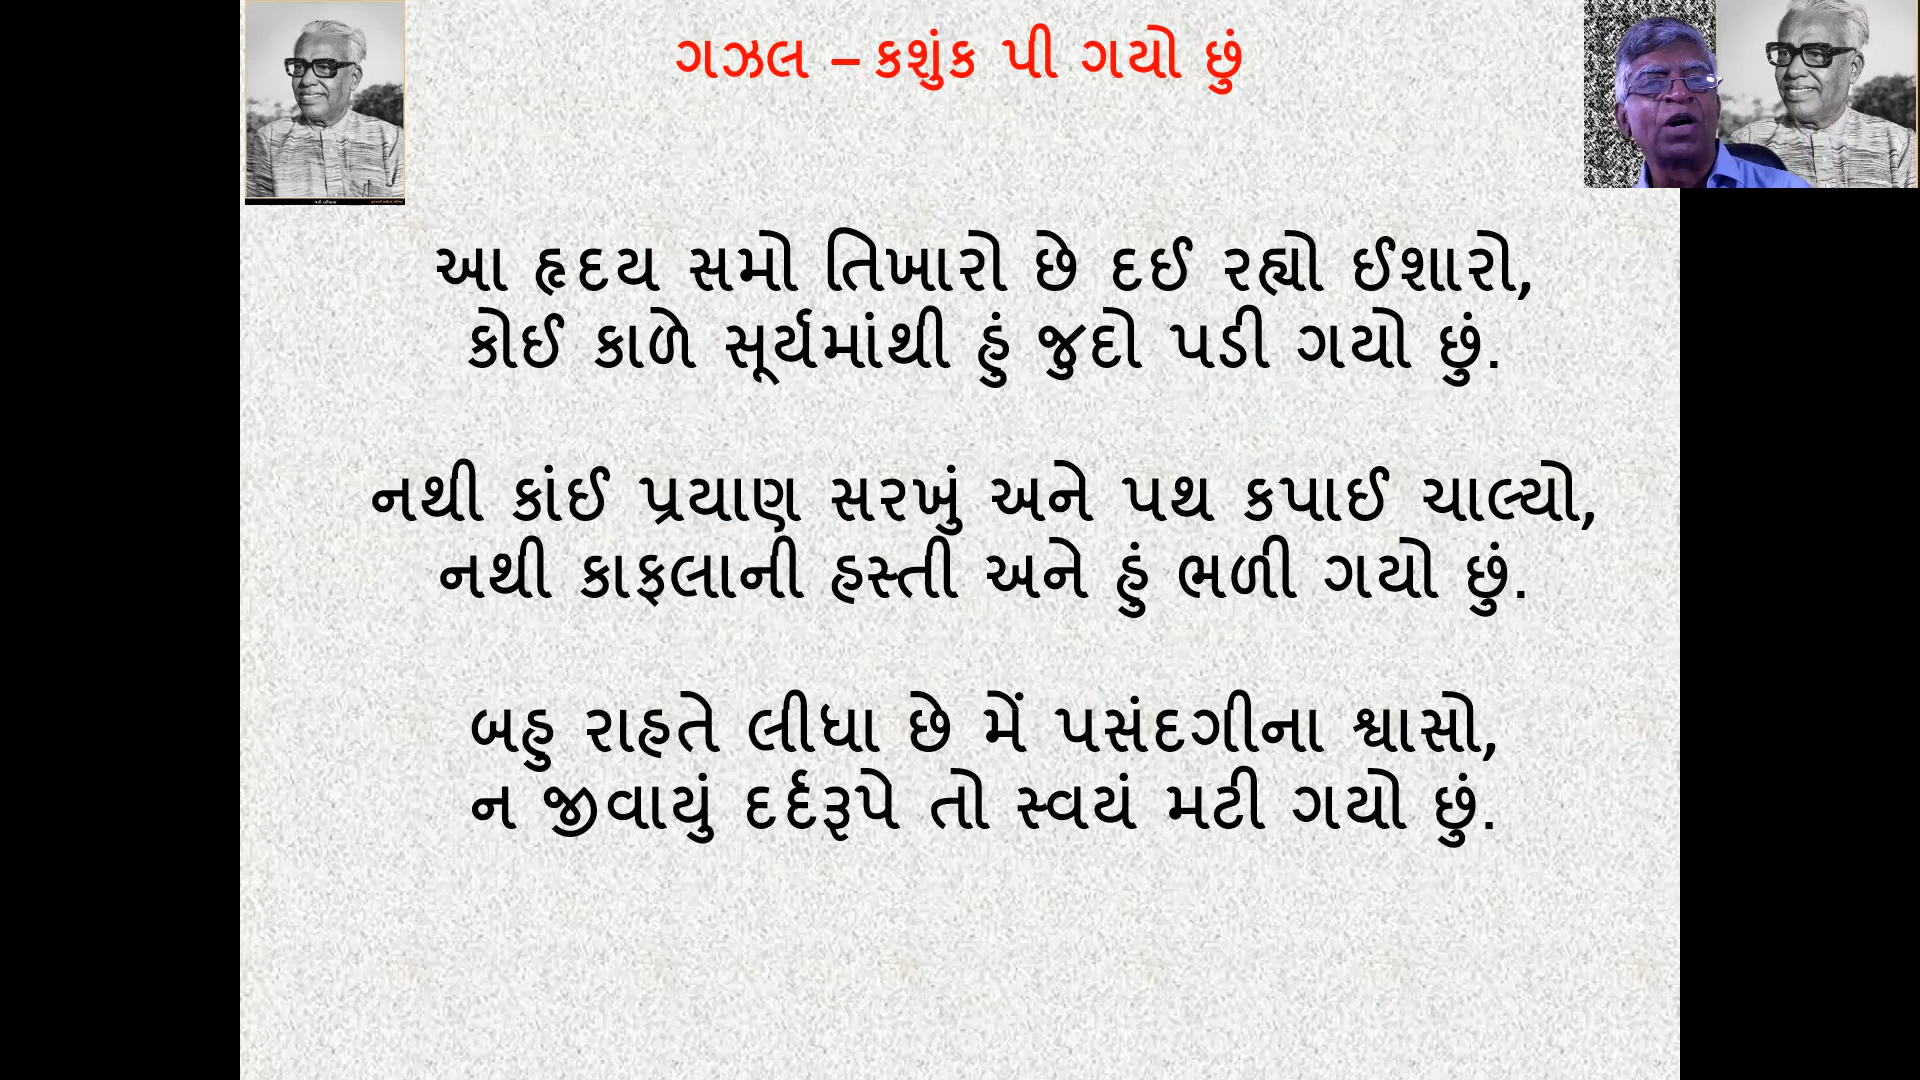 ગઝલ – કશુંક પી ગયો છું
આ હૃદય સમો તિખારો છે દઈ રહ્યો ઈશારો,
કોઈ કાળે સૂર્યમાંથી હું જુદો પડી ગયો છું.
નથી કાંઈ પ્રયાણ સરખું અને પથ કપાઈ ચાલ્યો,
નથી કાફલાની હસ્તી અને હું ભળી ગયો છું.
બહુ રાહતે લીધા છે મેં પસંદગીના શ્વાસો,
ન જીવાયું દર્દરૂપે તો સ્વયં મટી ગયો છું.